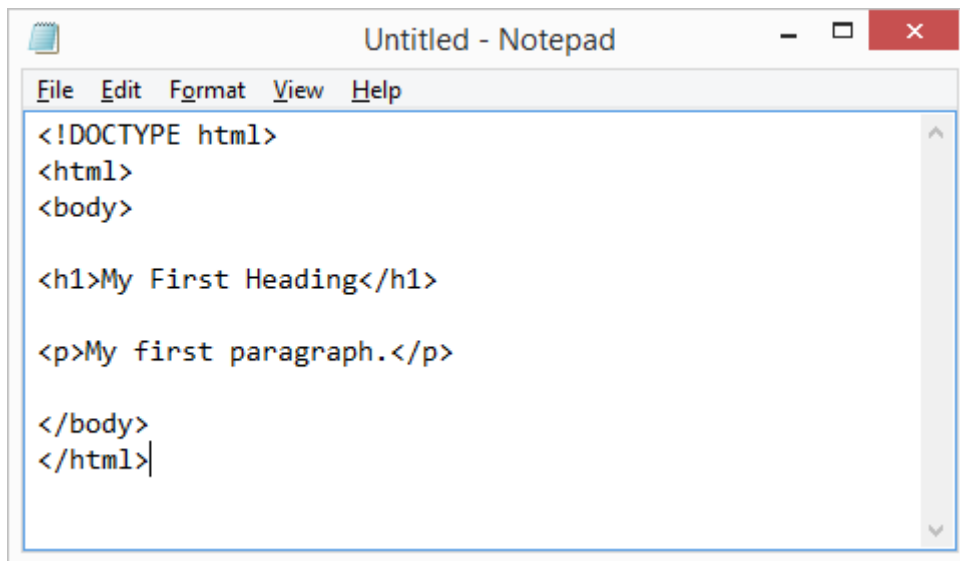 Untitled - Notepad
File Edit Format View Help
<!DOCTYPE html>
<html>
<body>
<h1>My First Heading</h1>
<p>My first paragraph.</p>
</body>
</html>